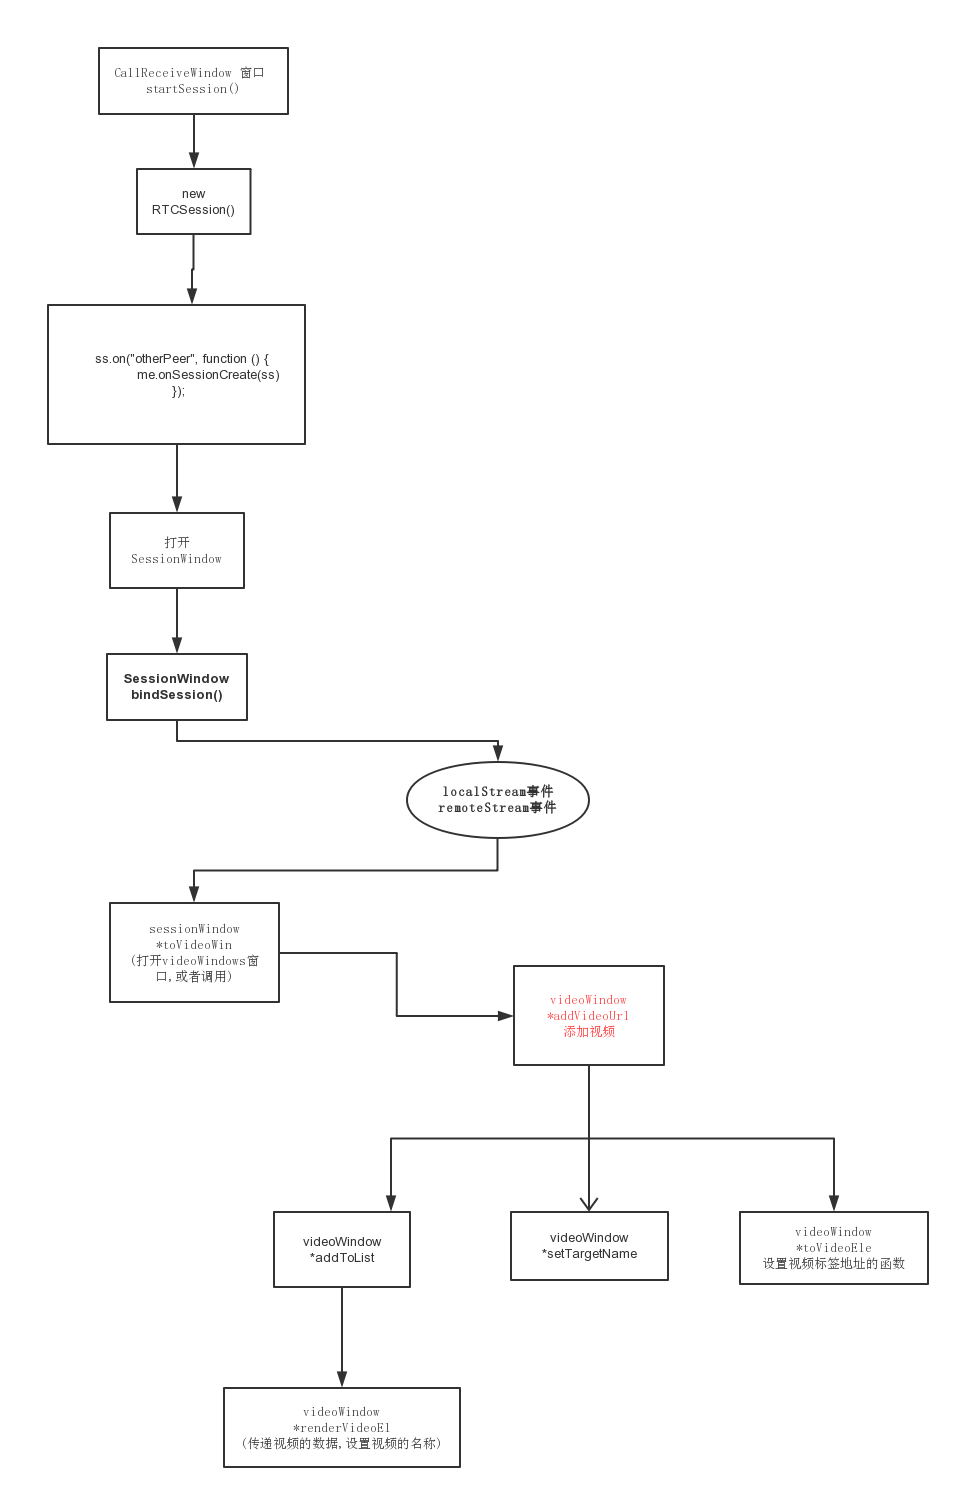 CallReceiveWindow 窗口
startSession()
new
RTCSession()
ss.on("otherPeer", function () {
me.onSessionCreate(ss)
});
打开
SessionWindow
SessionWindow
bindSession()
localStream事件
remoteStream事件
sessionWindow
*toVideoWin
(打开videoWindows窗
口,或者调用)
videoWindow
*addVideoUrl
添加视频
videoWindow
*addToList
videoWindow
*setTargetName
videoWindow
*toVideoEle
设置视频标签地址的函数
videoWindow
*renderVideoEl
(传递视频的数据,设置视频的名称)